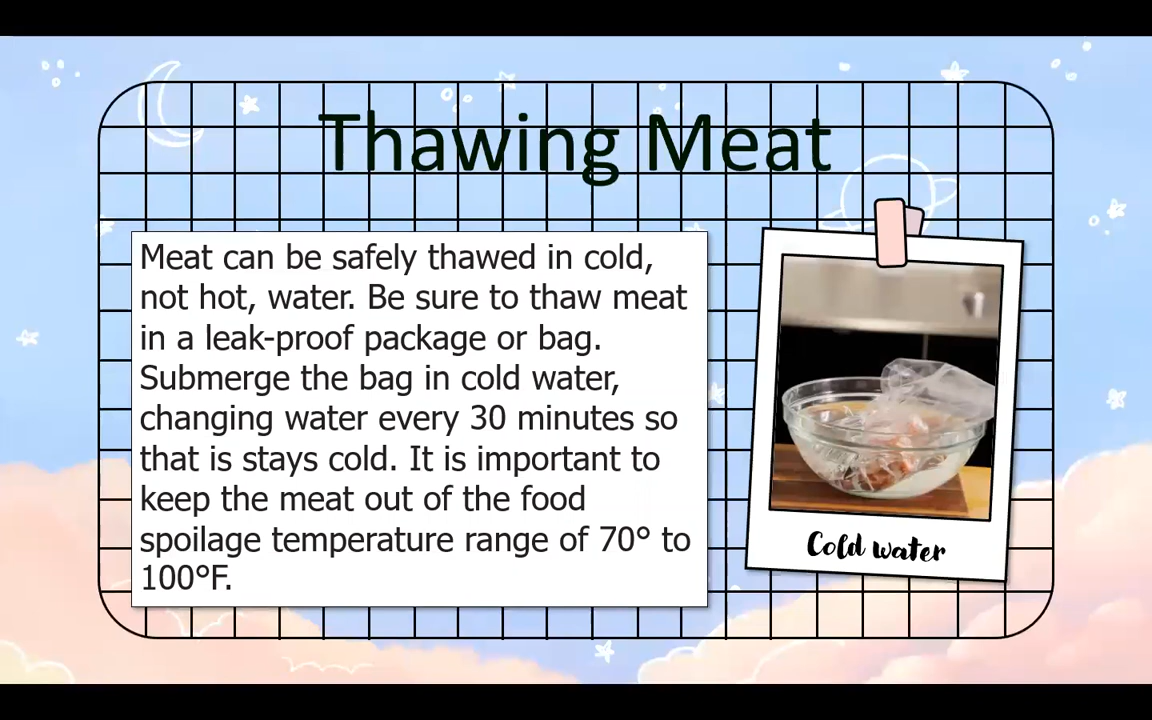 Thawing Meat
Meat can be safely thawed in cold,
not hot, water. Be sure to thaw meat
in a leak-proof package or bag.
Submerge the bag in cold water,
changing water every 30 minutes so
that is stays cold. It is important to
keep the meat out of the food
spoilage temperature range of 70° to
100°F.
Cold water